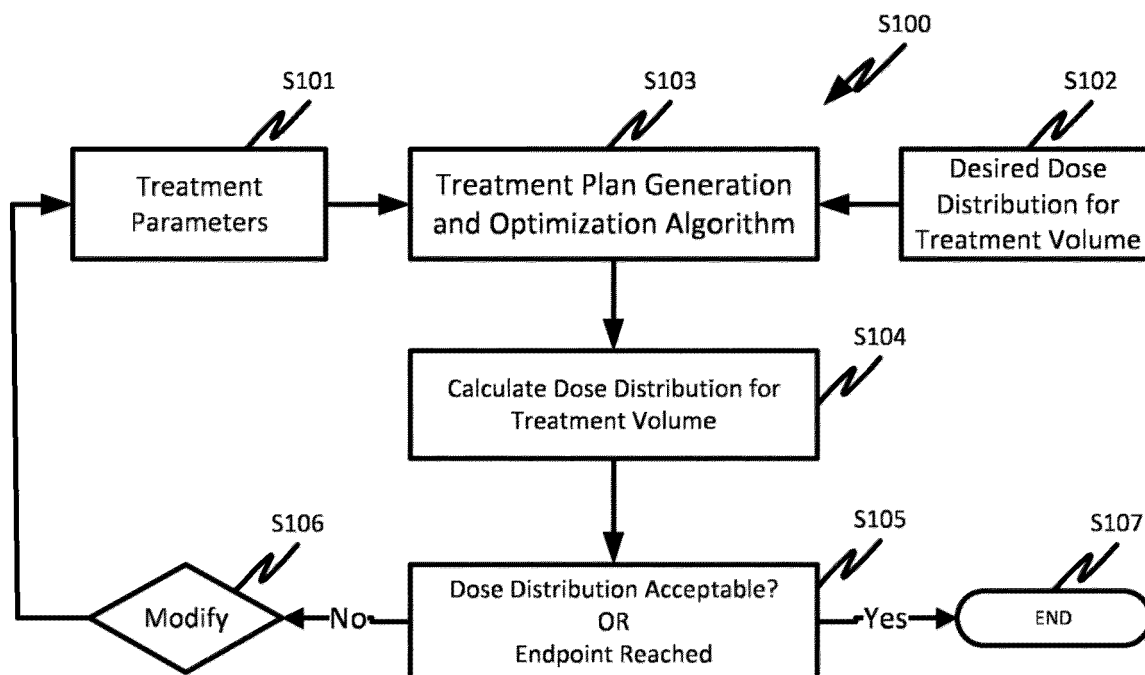 S100
S101
S103
S102
Treatment
Parameters
Treatment Plan Generation
and Optimization Algorithm
Desired Dose
Distribution for
Treatment Volume
S104
Calculate Dose Distribution for
Treatment Volume
S106
S105
S107
Modify
No
Dose Distribution Acceptable?
OR
Endpoint Reached
Yes
END